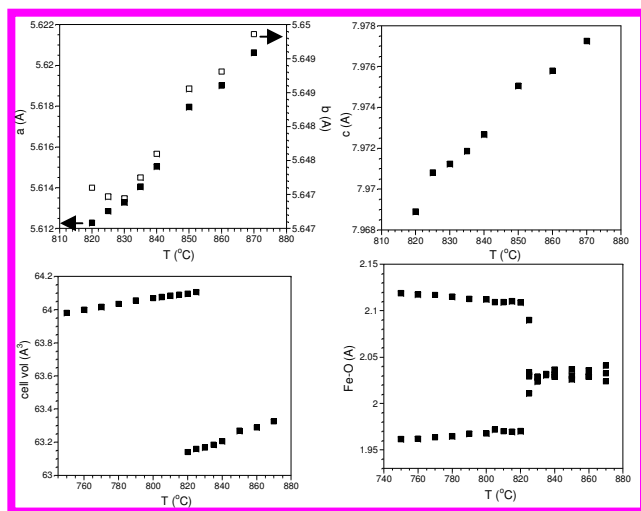 5.622
5.62
5.618
5.616
5.614
5.612
a (A)
5.65
5.649
5.649
5.648
5.648
5.647
5.647
b (A)
810 820 830 840 850 860 870 880
T (°C)
7.978
7.976
7.974
7.972
7.97
7.968
c (A)
810 820 830 840 850 860 870 880
T (°C)
64.2
64
63.8
63.6
63.4
63.2
63
cell vol (A³)
760 780 800 820 840 860 880
T (°C)
2.15
2.1
2.05
2
1.95
Fe-O (A)
740 760 780 800 820 840 860 880
T (°C)